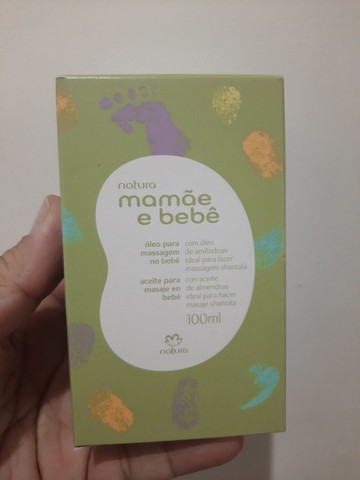 natura
mamãe
e bebê
óleo para
massagem
no bebê
com óleo
de amêndoas
ideal para fazer
massagem shantala
aceite para
masaje en
bebé
con aceite
de almendras
ideal para hacer
masaje shantala
100ml
natura